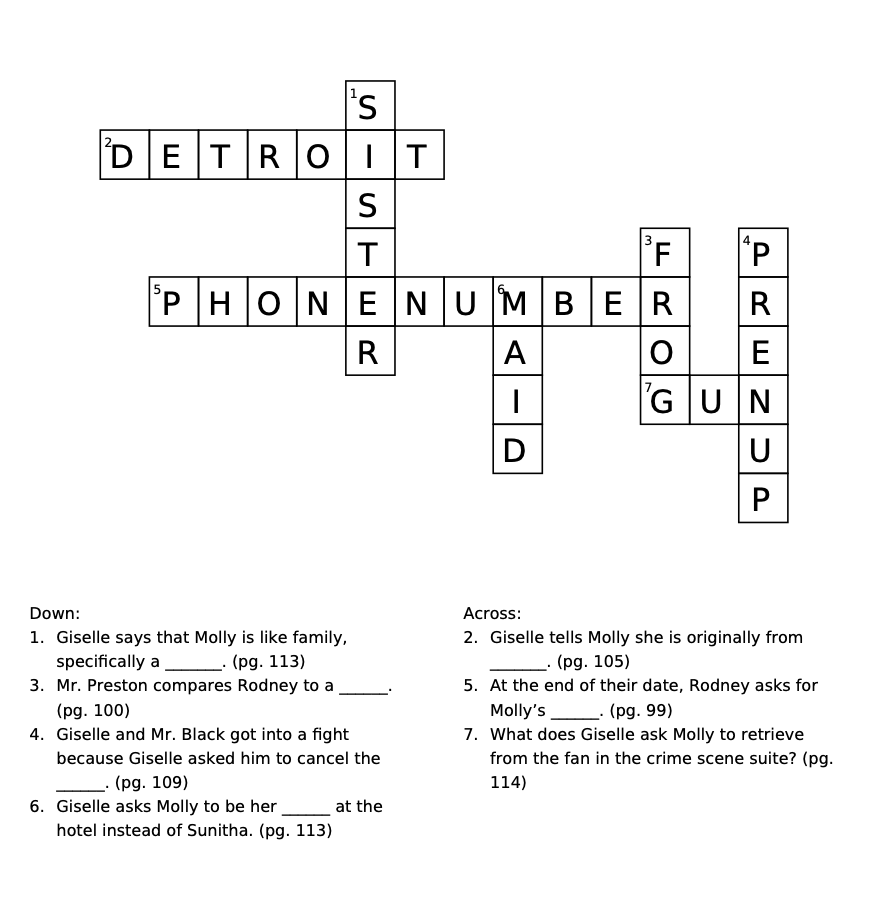 1
S
2
D E T R O I T
S
T
3
F
4
P
5
P H O N E N U
6
M B E R
R
R
A
O
E
I
7
G U N
D
U
P
Down:
1. Giselle says that Molly is like family,
specifically a _______. (pg. 113)
3. Mr. Preston compares Rodney to a ______.
(pg. 100)
4. Giselle and Mr. Black got into a fight
because Giselle asked him to cancel the
______. (pg. 109)
6. Giselle asks Molly to be her ______ at the
hotel instead of Sunitha. (pg. 113)
Across:
2. Giselle tells Molly she is originally from
_______. (pg. 105)
5. At the end of their date, Rodney asks for
Molly’s ______. (pg. 99)
7. What does Giselle ask Molly to retrieve
from the fan in the crime scene suite? (pg.
114)